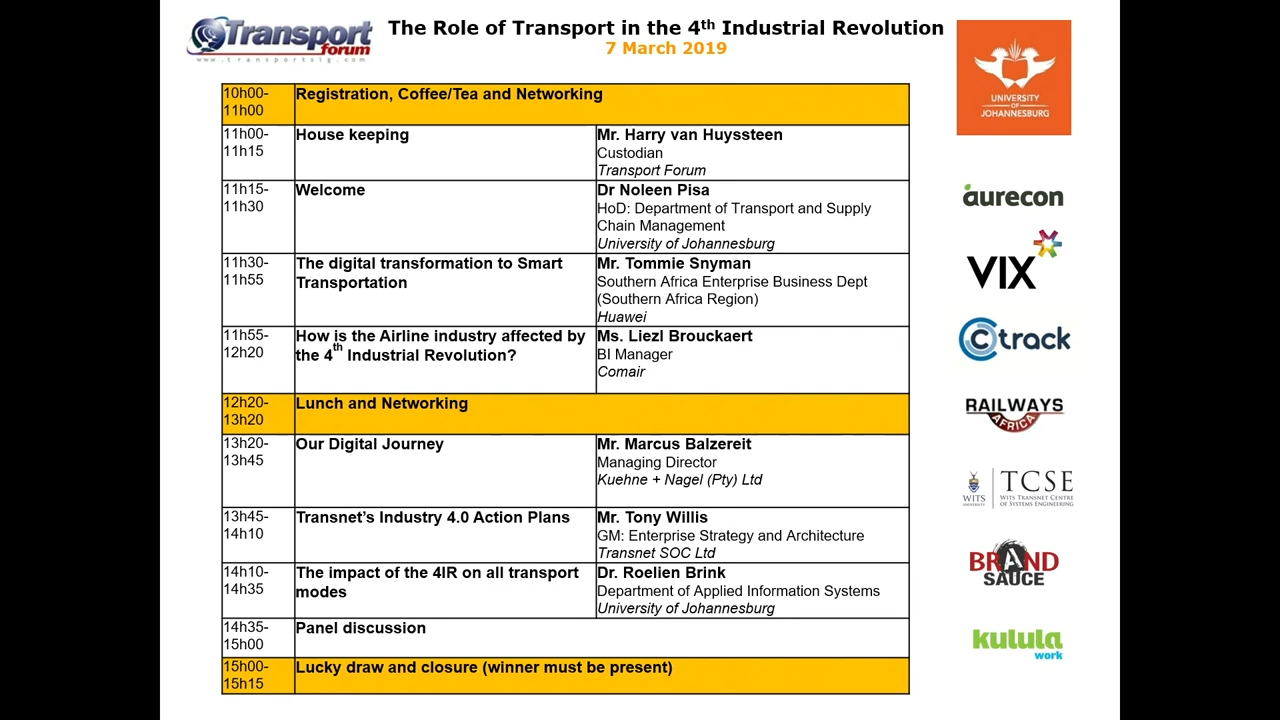 Transport
forum
www.transportsig.com
The Role of Transport in the 4th Industrial Revolution
7 March 2019
10h00-
11h00
Registration, Coffee/Tea and Networking
11h00-
11h15
House keeping
Mr. Harry van Huyssteen
Custodian
Transport Forum
11h15-
11h30
Welcome
Dr Noleen Pisa
HoD: Department of Transport and Supply
Chain Management
University of Johannesburg
11h30-
11h55
The digital transformation to Smart
Transportation
Mr. Tommie Snyman
Southern Africa Enterprise Business Dept
(Southern Africa Region)
Huawei
11h55-
12h20
How is the Airline industry affected by
the 4th Industrial Revolution?
Ms. Liezl Brouckaert
BI Manager
Comair
12h20-
13h20
Lunch and Networking
13h20-
13h45
Our Digital Journey
Mr. Marcus Balzereit
Managing Director
Kuehne + Nagel (Pty) Ltd
13h45-
14h10
Transnet's Industry 4.0 Action Plans
Mr. Tony Willis
GM: Enterprise Strategy and Architecture
Transnet SOC Ltd
14h10-
14h35
The impact of the 4IR on all transport
modes
Dr. Roelien Brink
Department of Applied Information Systems
University of Johannesburg
14h35-
15h00
Panel discussion
15h00-
15h15
Lucky draw and closure (winner must be present)
UNIVERSITY
OF
JOHANNESBURG
aurecon
VIX
Ctrack
RAILWAYS
AFRICA
WITS
UNIVERSITY
TCSE
WITS TRANSNET CENTRE
OF SYSTEMS ENGINEERING
BRAND
SAUCE
kulula
work